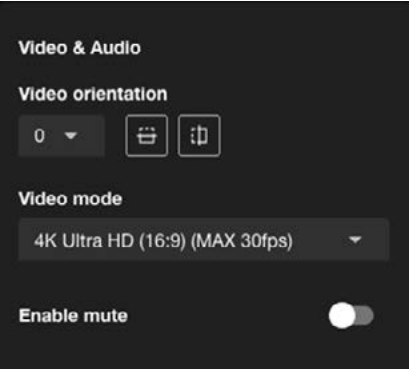 Video & Audio
Video orientation
0
Video mode
4K Ultra HD (16:9) (MAX 30fps)
Enable mute